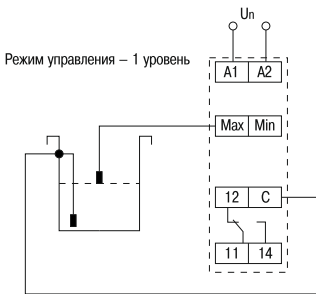 Un
Режим управления – 1 уровень
A1 A2
Max Min
12 C
11 14